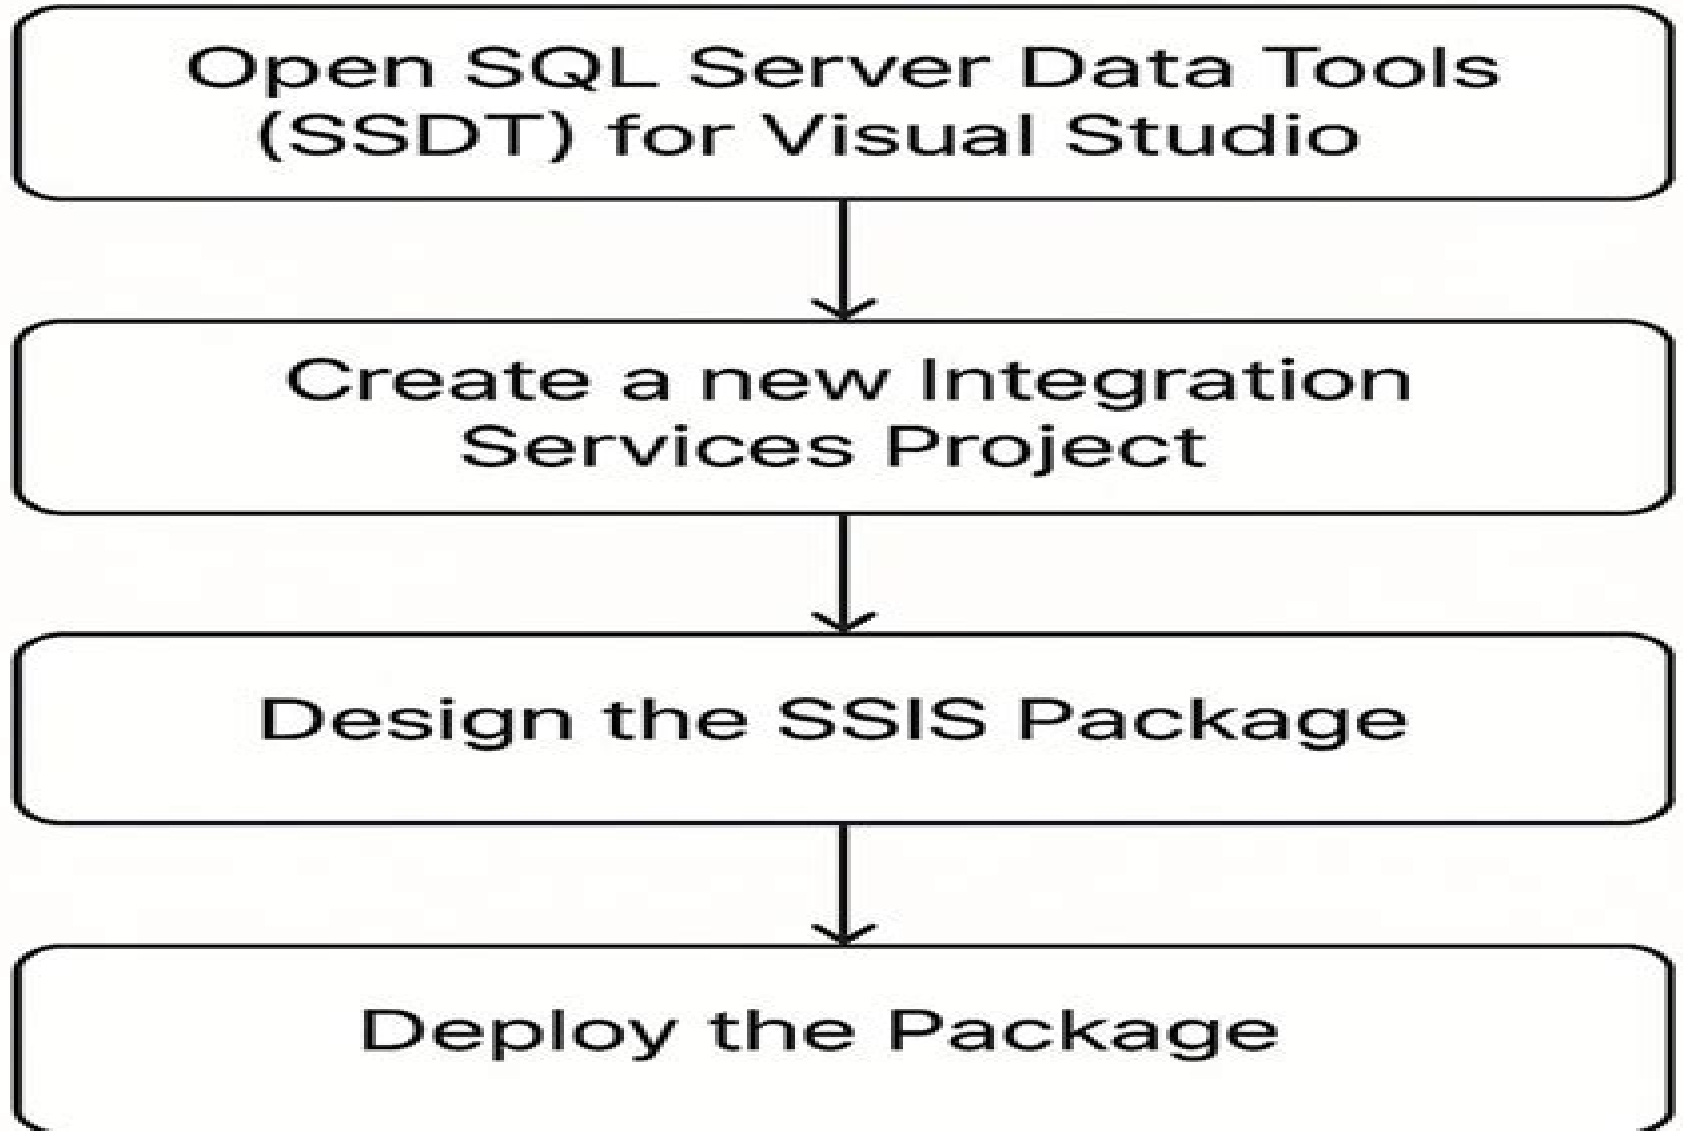 Open SQL Server Data Tools
(SSDT) for Visual Studio
Create a new Integration
Services Project
Design the SSIS Package
Deploy the Package